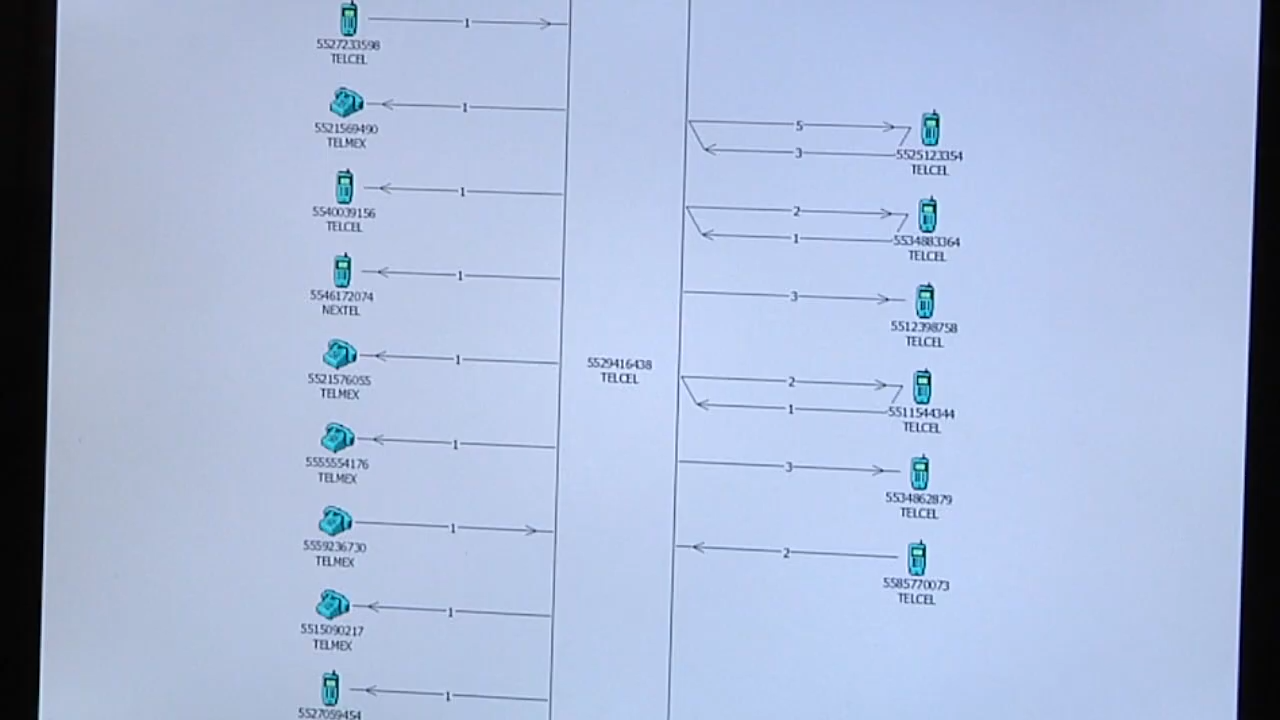 1
5527233598
TELCEL
1
5521569490
TELMEX
1
5540039156
TELCEL
1
5546172074
NEXTEL
1
5521576055
TELMEX
1
5555554176
TELMEX
1
5559236730
TELMEX
1
5515090217
TELMEX
1
5527059454
5529416438
TELCEL
5
3
5525123354
TELCEL
2
1
5534883364
TELCEL
3
5512398758
TELCEL
2
1
5511544344
TELCEL
3
5534862879
TELCEL
2
5585770073
TELCEL